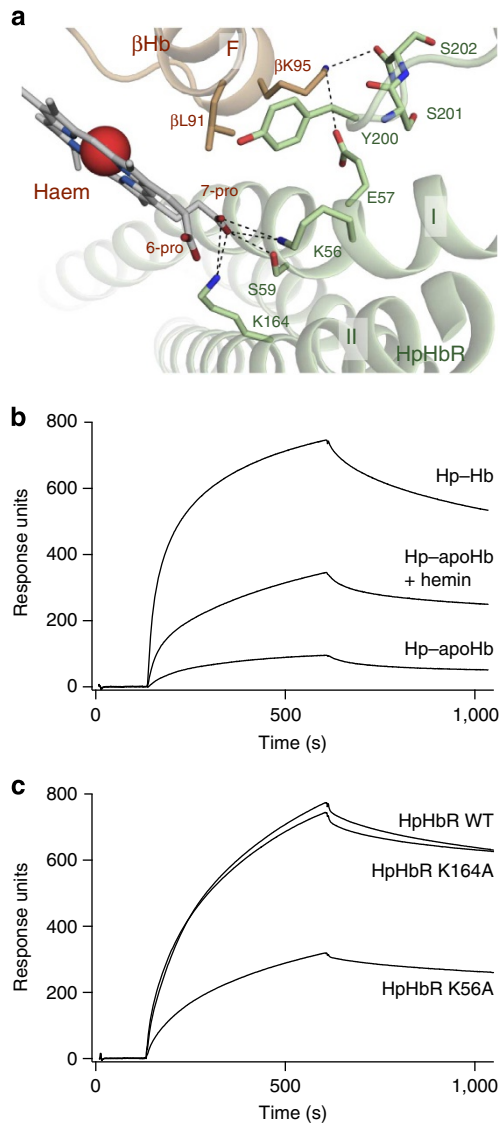 a
βHb
F
βK95
S202
βL91
S201
Y200
Haem
7-pro
E57
I
6-pro
K56
S59
K164
II
HpHbR
b
800
600
400
200
0
Response units
Hp–Hb
Hp–apoHb
+ hemin
Hp–apoHb
0
500
1,000
Time (s)
c
800
600
400
200
0
Response units
HpHbR WT
HpHbR K164A
HpHbR K56A
0
500
1,000
Time (s)